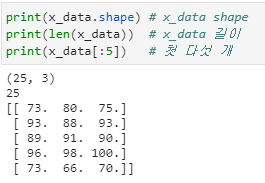 print(x_data.shape) # x_data shape
print(len(x_data))  # x_data 길이
print(x_data[:5])   # 첫 다섯 개
(25, 3)
25
[[ 73.  80.  75.]
 [ 93.  88.  93.]
 [ 89.  91.  90.]
 [ 96.  98. 100.]
 [ 73.  66.  70.]]